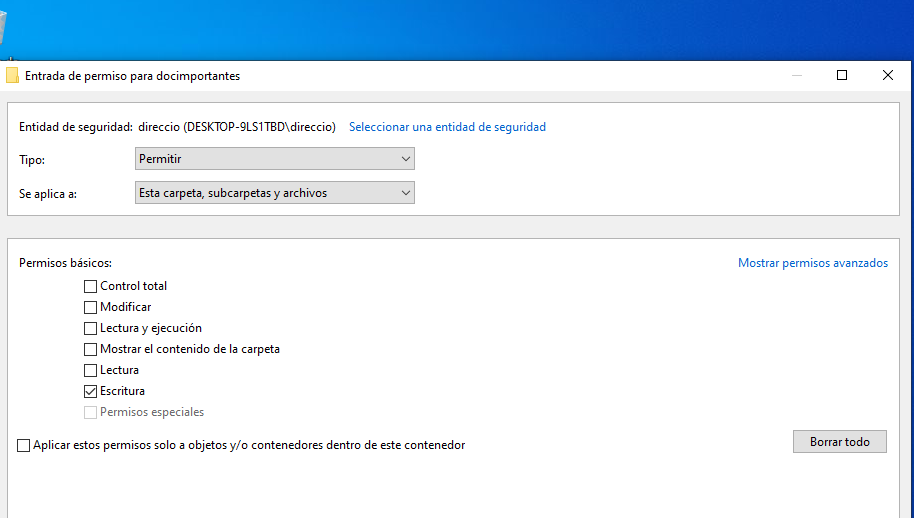 Entrada de permiso para docimportantes
Entidad de seguridad: direccio (DESKTOP-9LS1TBD\direccio) Seleccionar una entidad de seguridad
Tipo: Permitir
Se aplica a: Esta carpeta, subcarpetas y archivos
Permisos básicos: Mostrar permisos avanzados
Control total
Modificar
Lectura y ejecución
Mostrar el contenido de la carpeta
Lectura
Escritura
Permisos especiales
Aplicar estos permisos solo a objetos y/o contenedores dentro de este contenedor Borrar todo